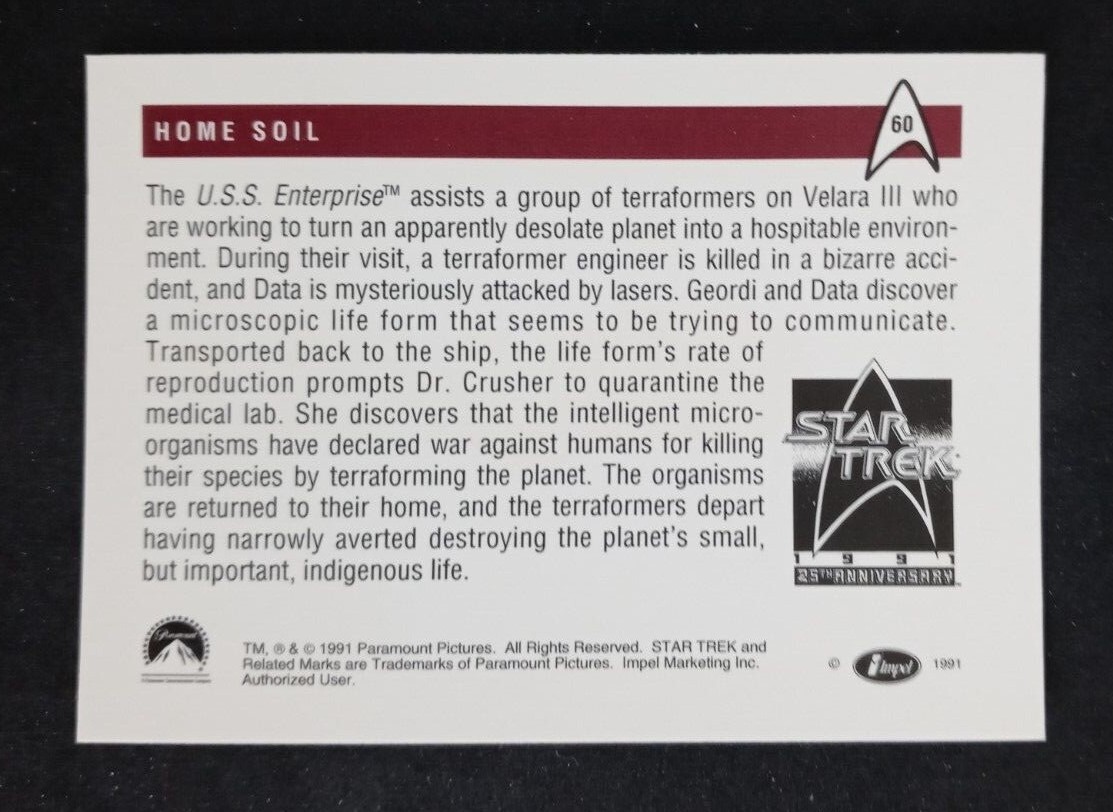 HOME SOIL
60
The U.S.S. Enterprise™ assists a group of terraformers on Velara III who
are working to turn an apparently desolate planet into a hospitable environ-
ment. During their visit, a terraformer engineer is killed in a bizarre acci-
dent, and Data is mysteriously attacked by lasers. Geordi and Data discover
a microscopic life form that seems to be trying to communicate.
Transported back to the ship, the life form's rate of
reproduction prompts Dr. Crusher to quarantine the
medical lab. She discovers that the intelligent micro-
organisms have declared war against humans for killing
their species by terraforming the planet. The organisms
are returned to their home, and the terraformers depart
having narrowly averted destroying the planet's small,
but important, indigenous life.
STAR
TREK
1991
25TH ANNIVERSARY
Paramount
TM, ® & © 1991 Paramount Pictures. All Rights Reserved. STAR TREK and
Related Marks are Trademarks of Paramount Pictures. Impel Marketing Inc.
Authorized User.
© Impel 1991